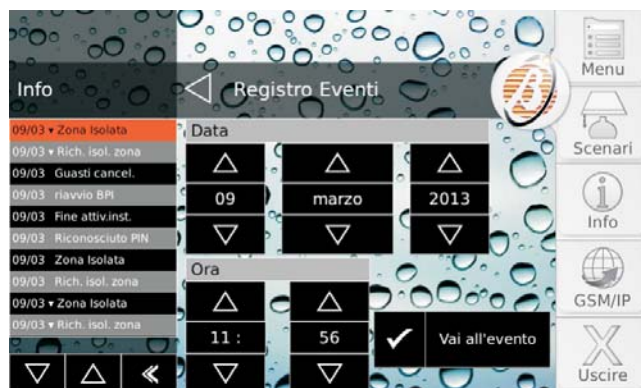 Info
Registro Eventi
09/03 ▾ Zona Isolata
09/03 ▾ Rich. isol. zona
09/03 Guasti cancel.
09/03 riavvio BPI
09/03 Fine attiv.inst.
09/03 Riconosciuto PIN
09/03 Zona Isolata
09/03 Rich. isol. zona
09/03 ▾ Zona Isolata
09/03 ▾ Rich. isol. zona
Data
09 marzo 2013
Ora
11 : 56
Vai all'evento
Menu
Scenari
Info
GSM/IP
Uscire